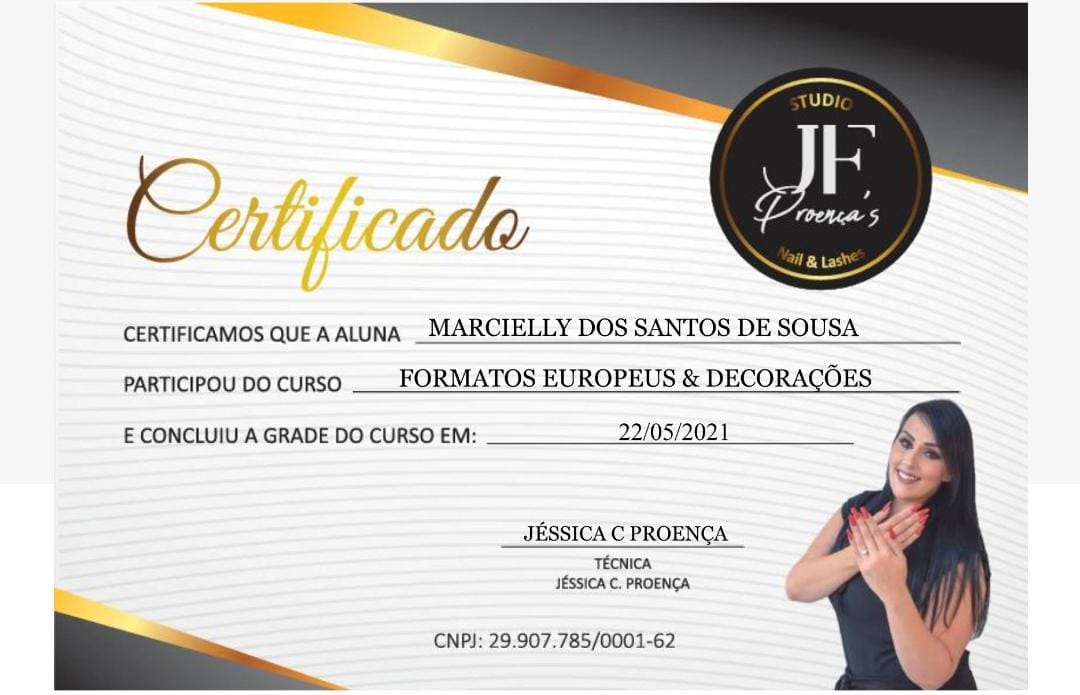 STUDIO
JF
Proença's
Nail & Lashes
Certificado
CERTIFICAMOS QUE A ALUNA MARCIELLY DOS SANTOS DE SOUSA
PARTICIPOU DO CURSO FORMATOS EUROPEUS & DECORAÇÕES
E CONCLUIU A GRADE DO CURSO EM: 22/05/2021
JÉSSICA C PROENÇA
TÉCNICA
JÉSSICA C. PROENÇA
CNPJ: 29.907.785/0001-62